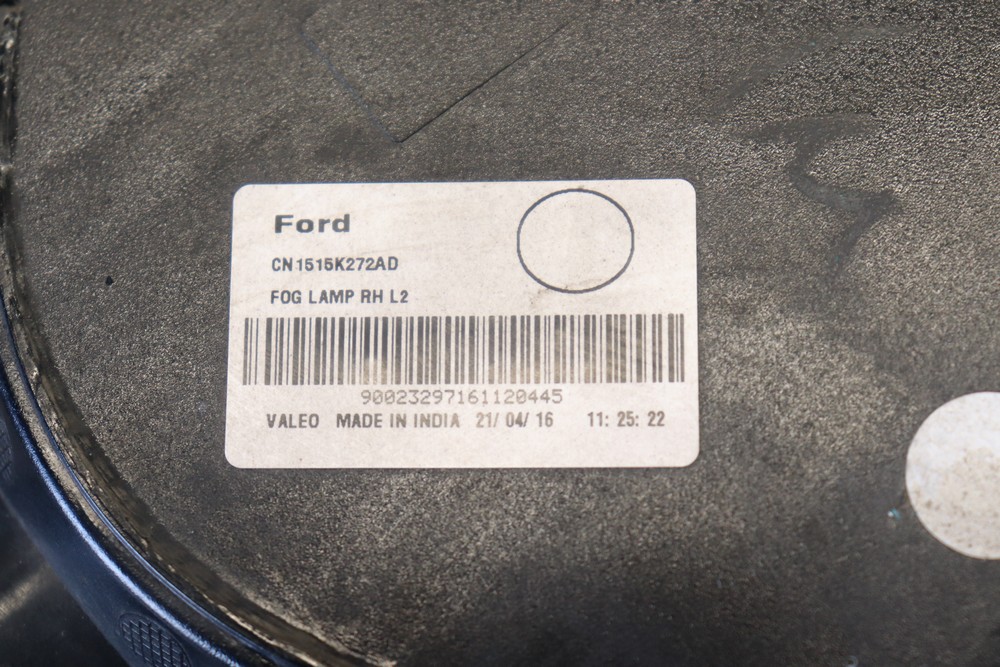 Ford
CN1515K272AD
FOG LAMP RH L2
90023297161120445
VALEO MADE IN INDIA 21/ 04/ 16 11: 25: 22